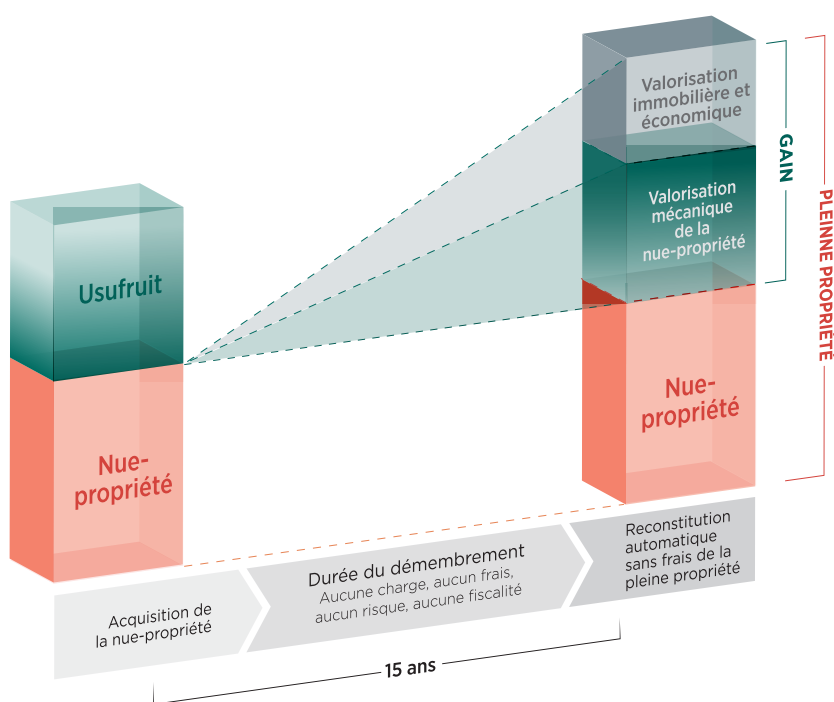 Valorisation
immobilière et
économique
GAIN
Valorisation
mécanique
de la
nue-propriété
PLEINNE PROPRIÉTÉ
Usufruit
Nue-
propriété
Nue-
propriété
Acquisition de
la nue-propriété
Durée du démembrement
Aucune charge, aucun frais,
aucun risque, aucune fiscalité
Reconstitution
automatique
sans frais de la
pleine propriété
15 ans